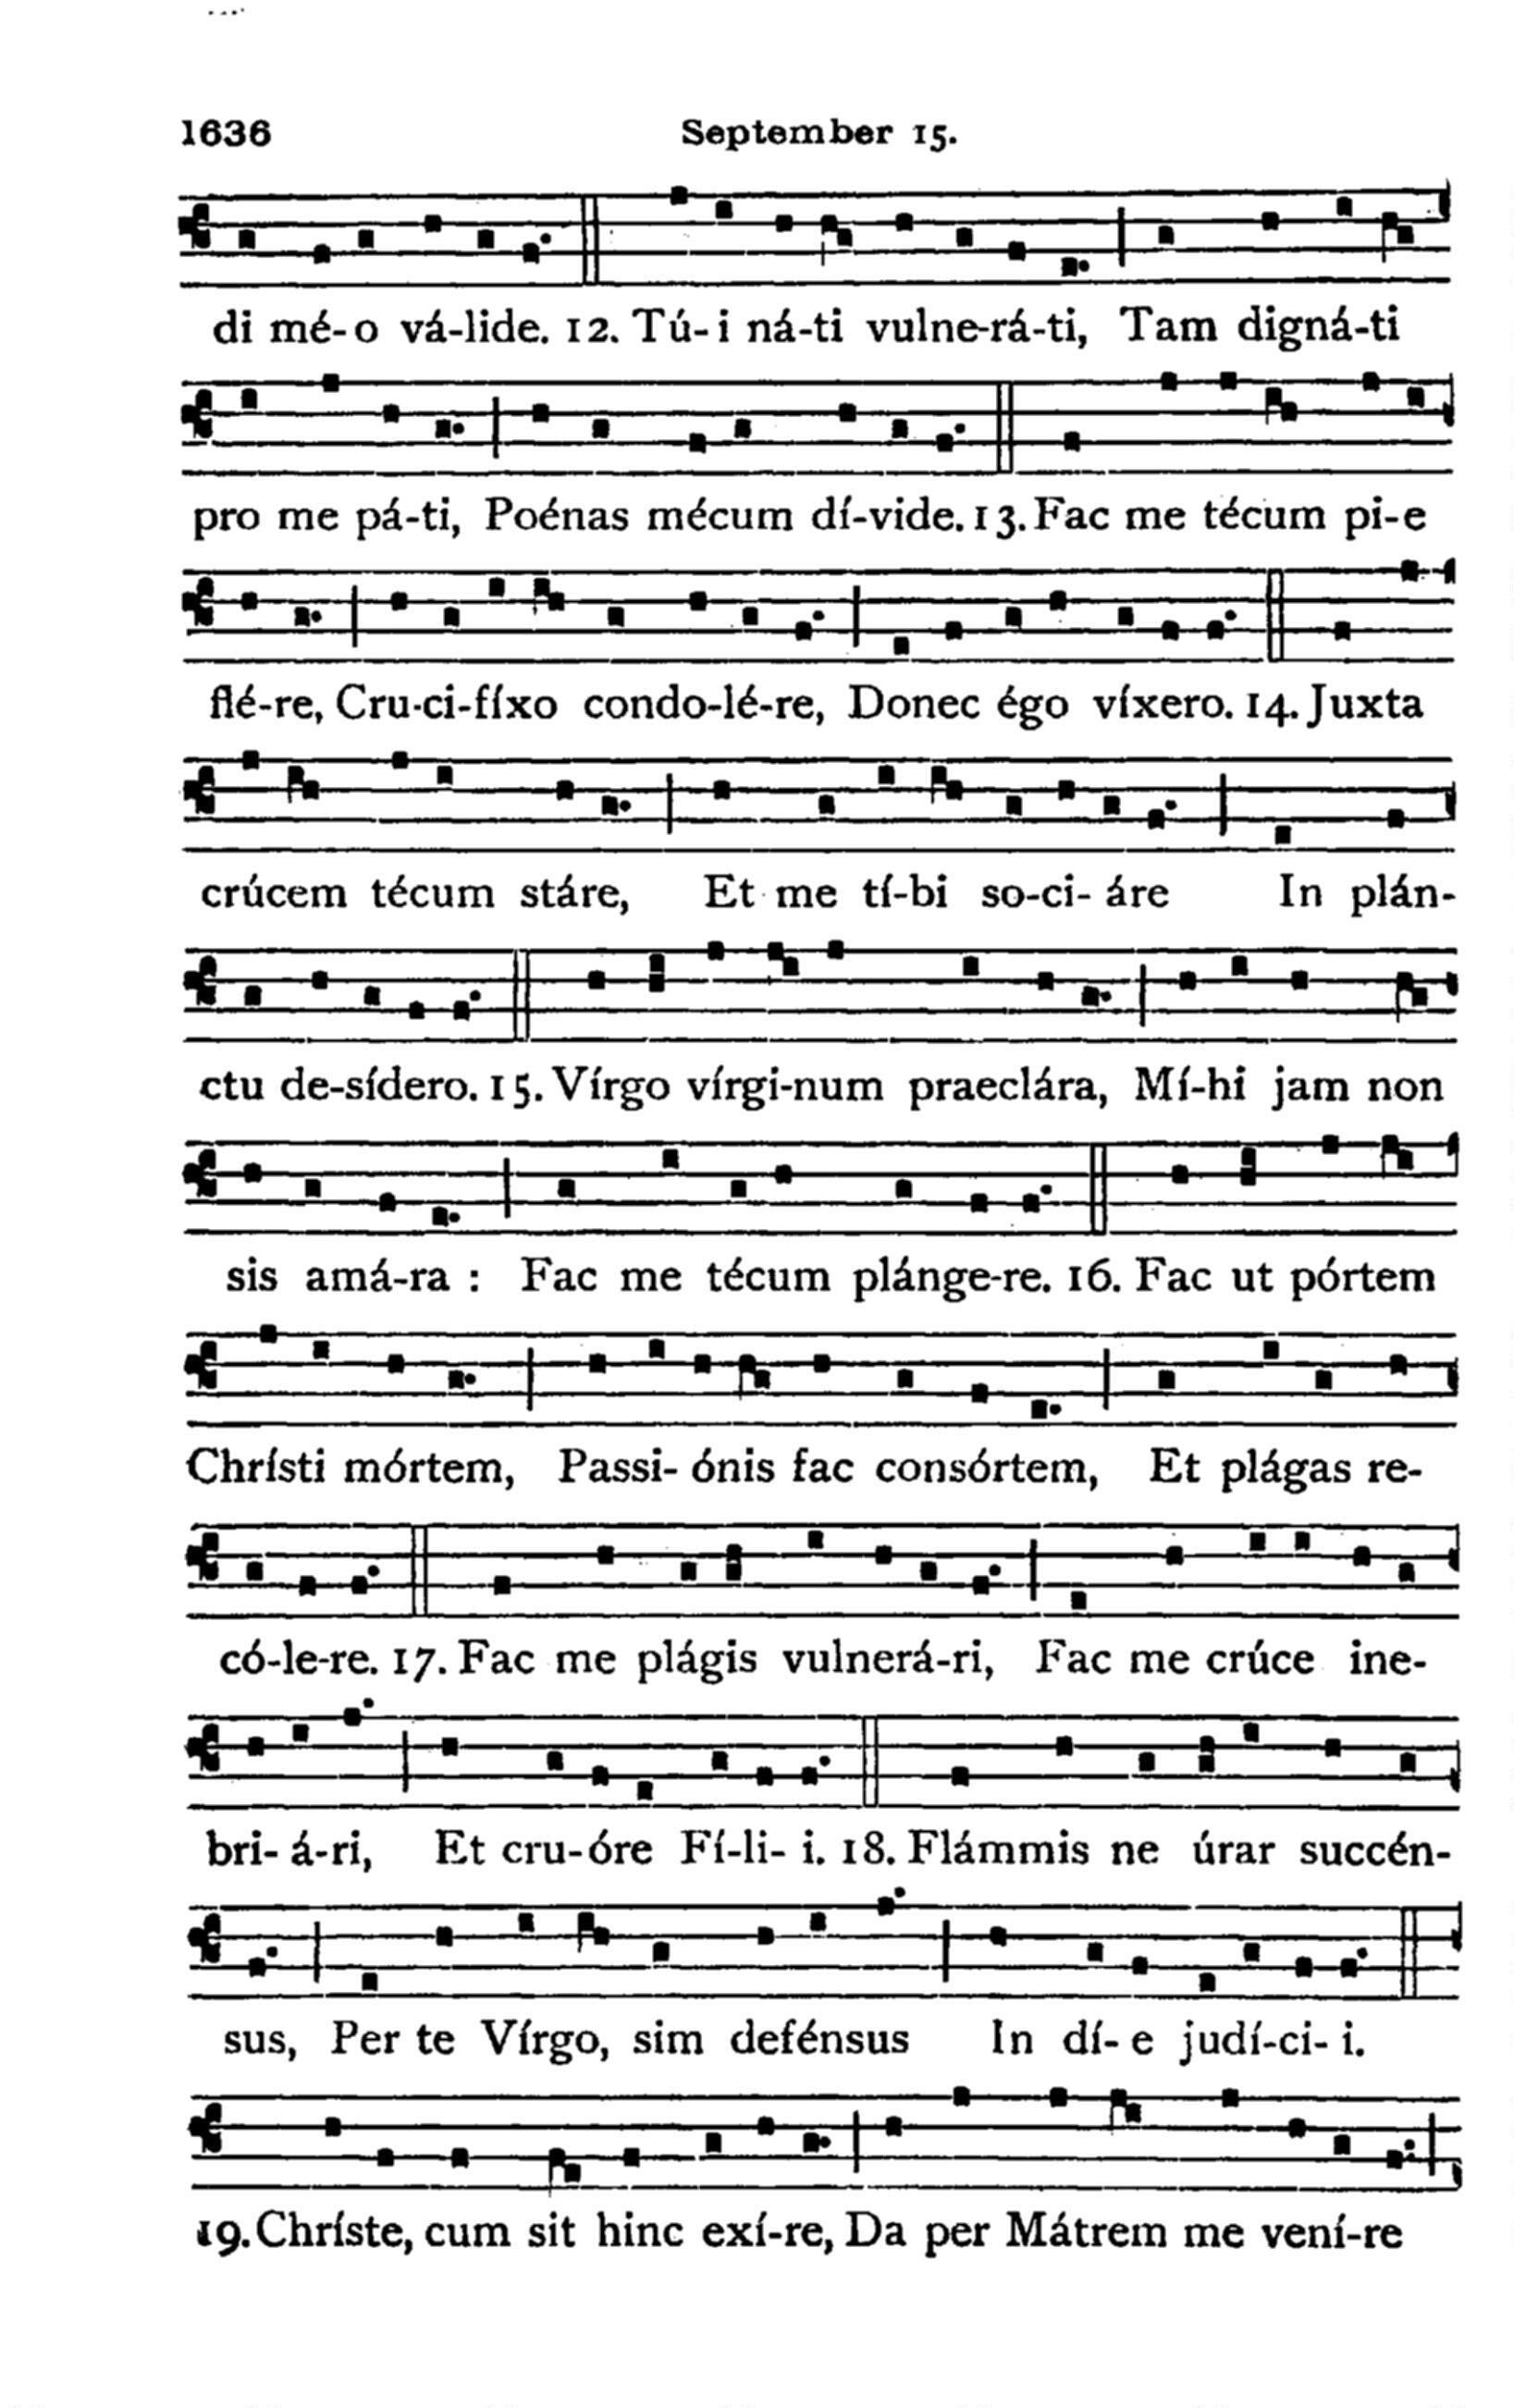 1636 September 15.
di mé- o vá-lide. 12. Tú- i ná-ti vulne-rá-ti, Tam digná-ti
pro me pá-ti, Poénas mécum dí-vide. 13. Fac me técum pi-e
flé-re, Cru-ci-fíxo condo-lé-re, Donec égo víxero. 14. Juxta
crúcem técum stáre, Et me tí-bi so-ci- áre In plán-
ctu de-sídero. 15. Vírgo vírgi-num praeclára, Mí-hi jam non
sis amá-ra : Fac me técum plánge-re. 16. Fac ut pórtem
Chrísti mórtem, Passi- ónis fac consórtem, Et plágas re-
có-le-re. 17. Fac me plágis vulnerá-ri, Fac me crúce ine-
bri- á-ri, Et cru-óre Fí-li- i. 18. Flámmis ne úrar succén-
sus, Per te Vírgo, sim defénsus In dí- e judí-ci- i.
19. Chríste, cum sit hinc exí-re, Da per Mátrem me vení-re